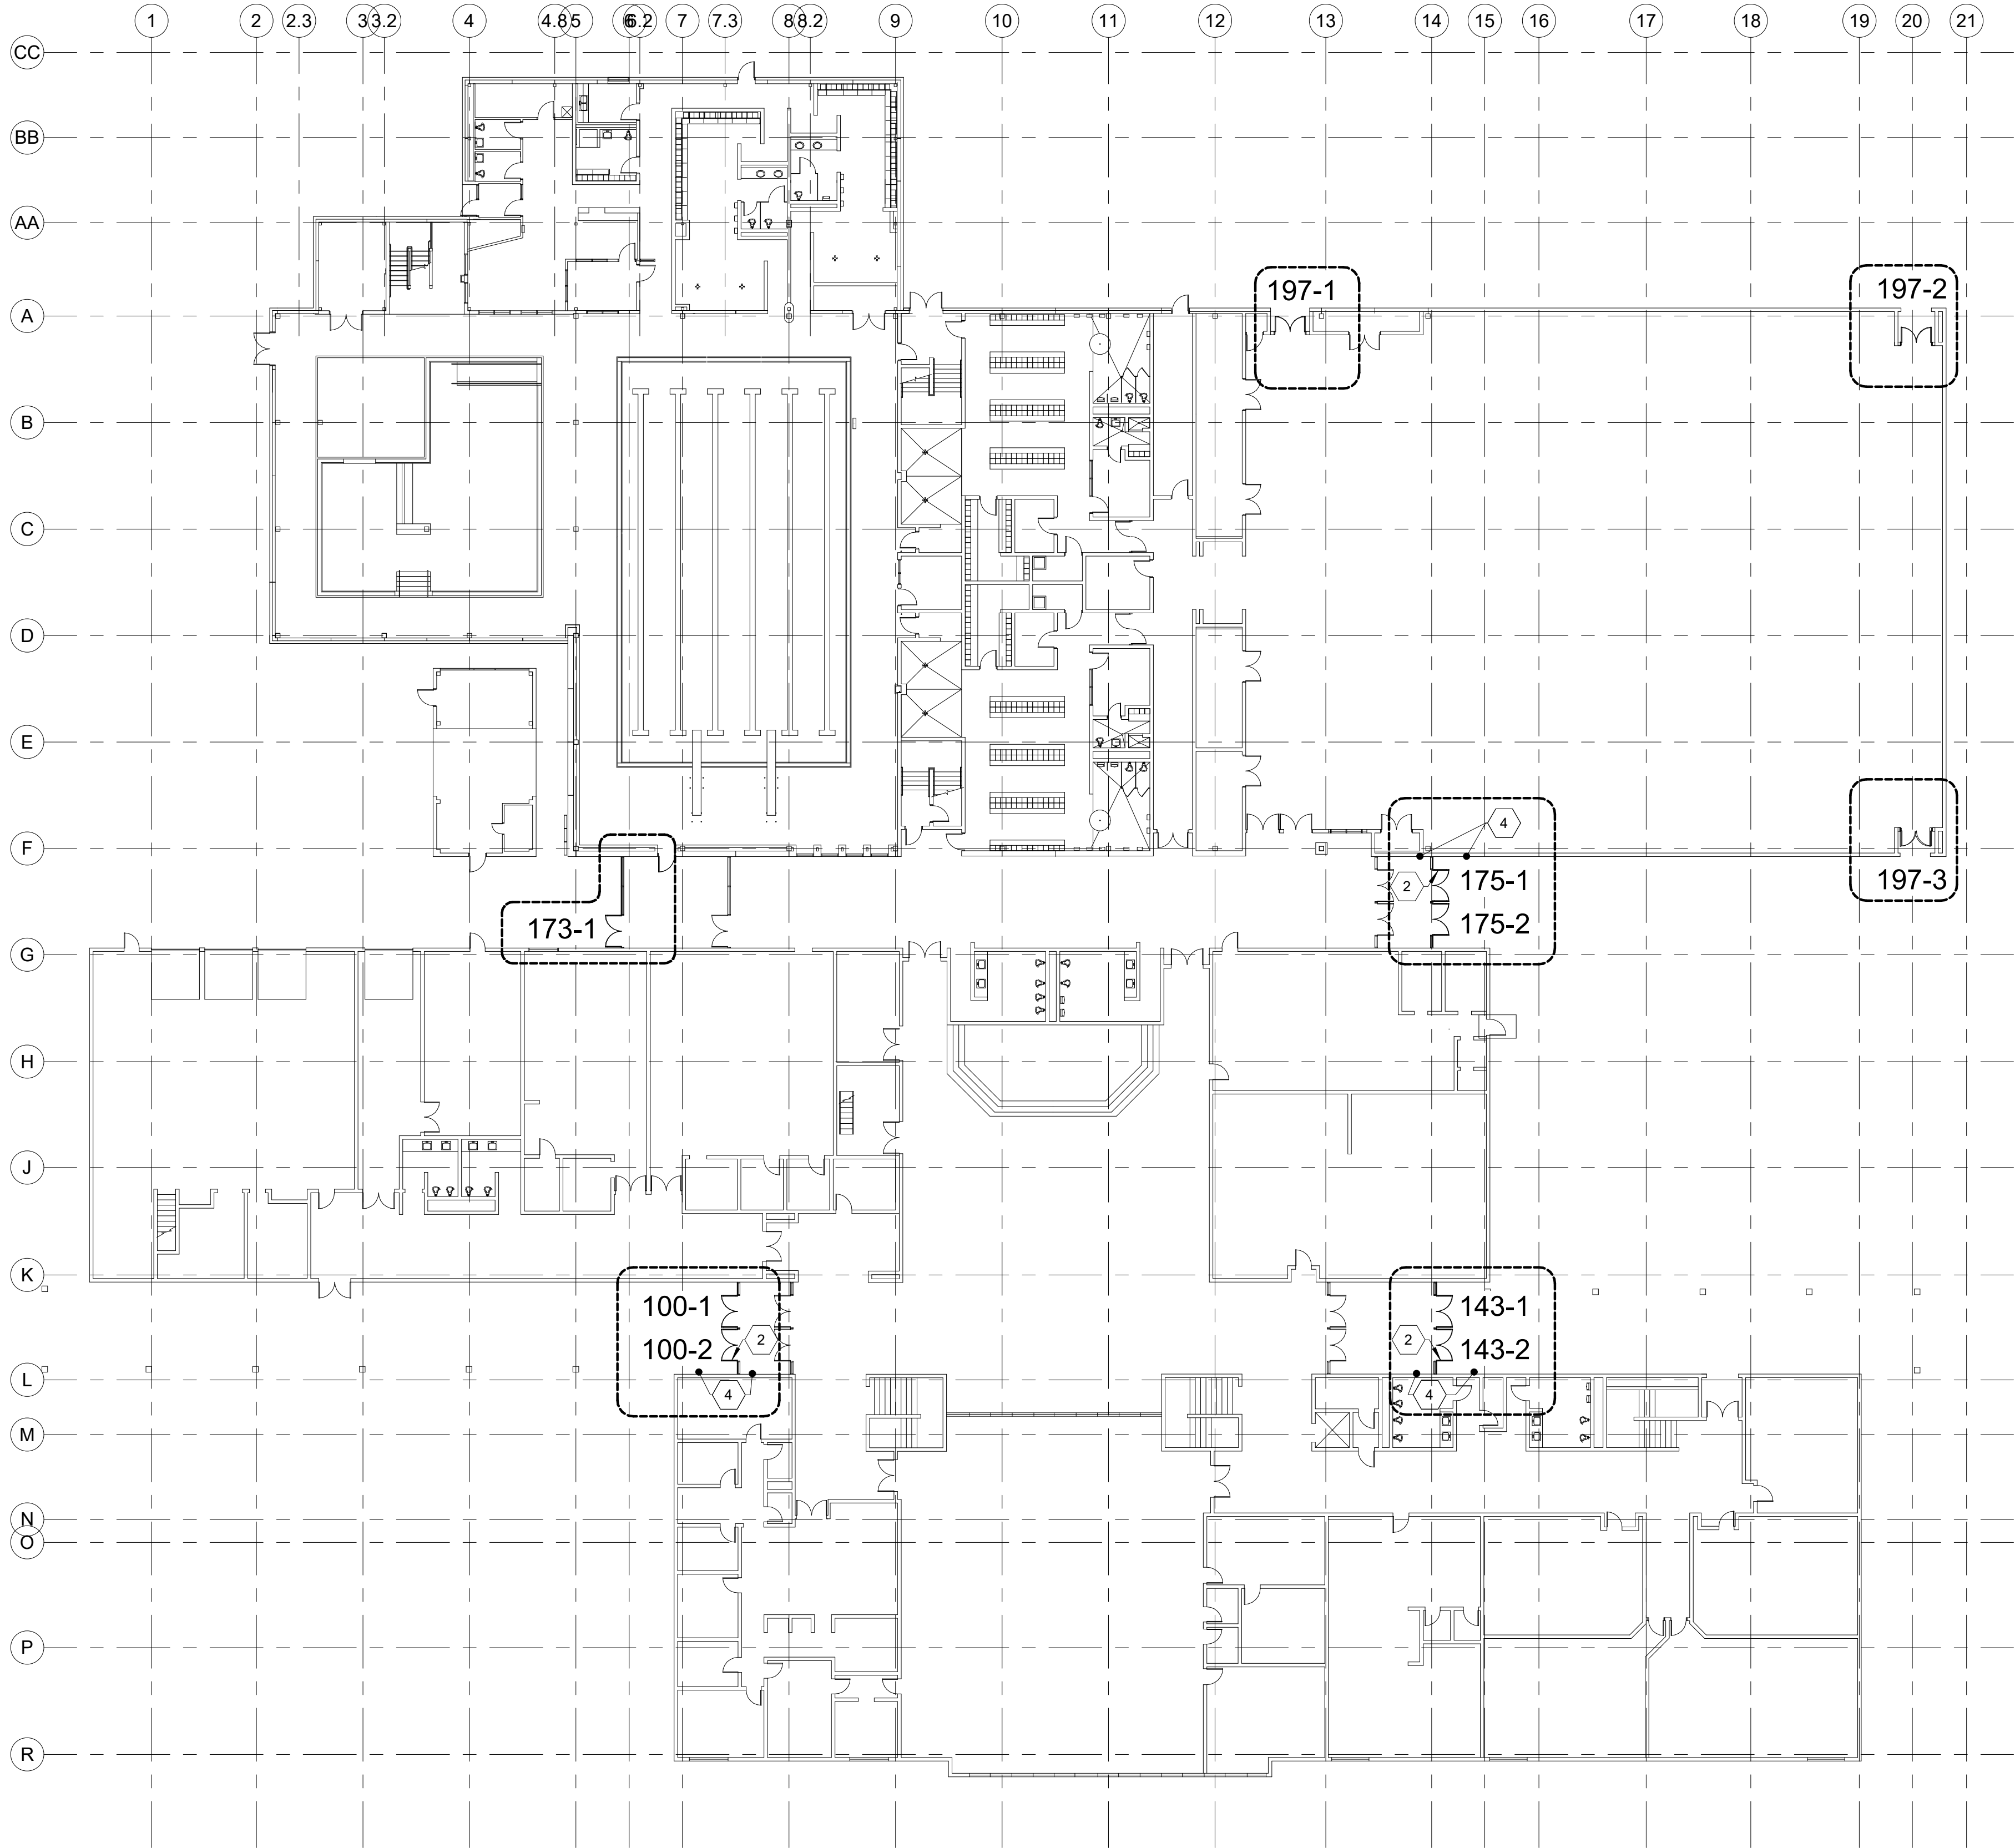 1 2 2.3 3 3.2 4 4.8 5 6 6.2 7 7.3 8 8.2 9 10 11 12 13 14 15 16 17 18 19 20 21
CC
BB
AA
197-1
197-2
A
B
C
D
E
4
F
2
175-1
197-3
173-1
175-2
G
H
J
K
100-1
143-1
2
2
100-2
143-2
L
4
4
M
N
O
P
R